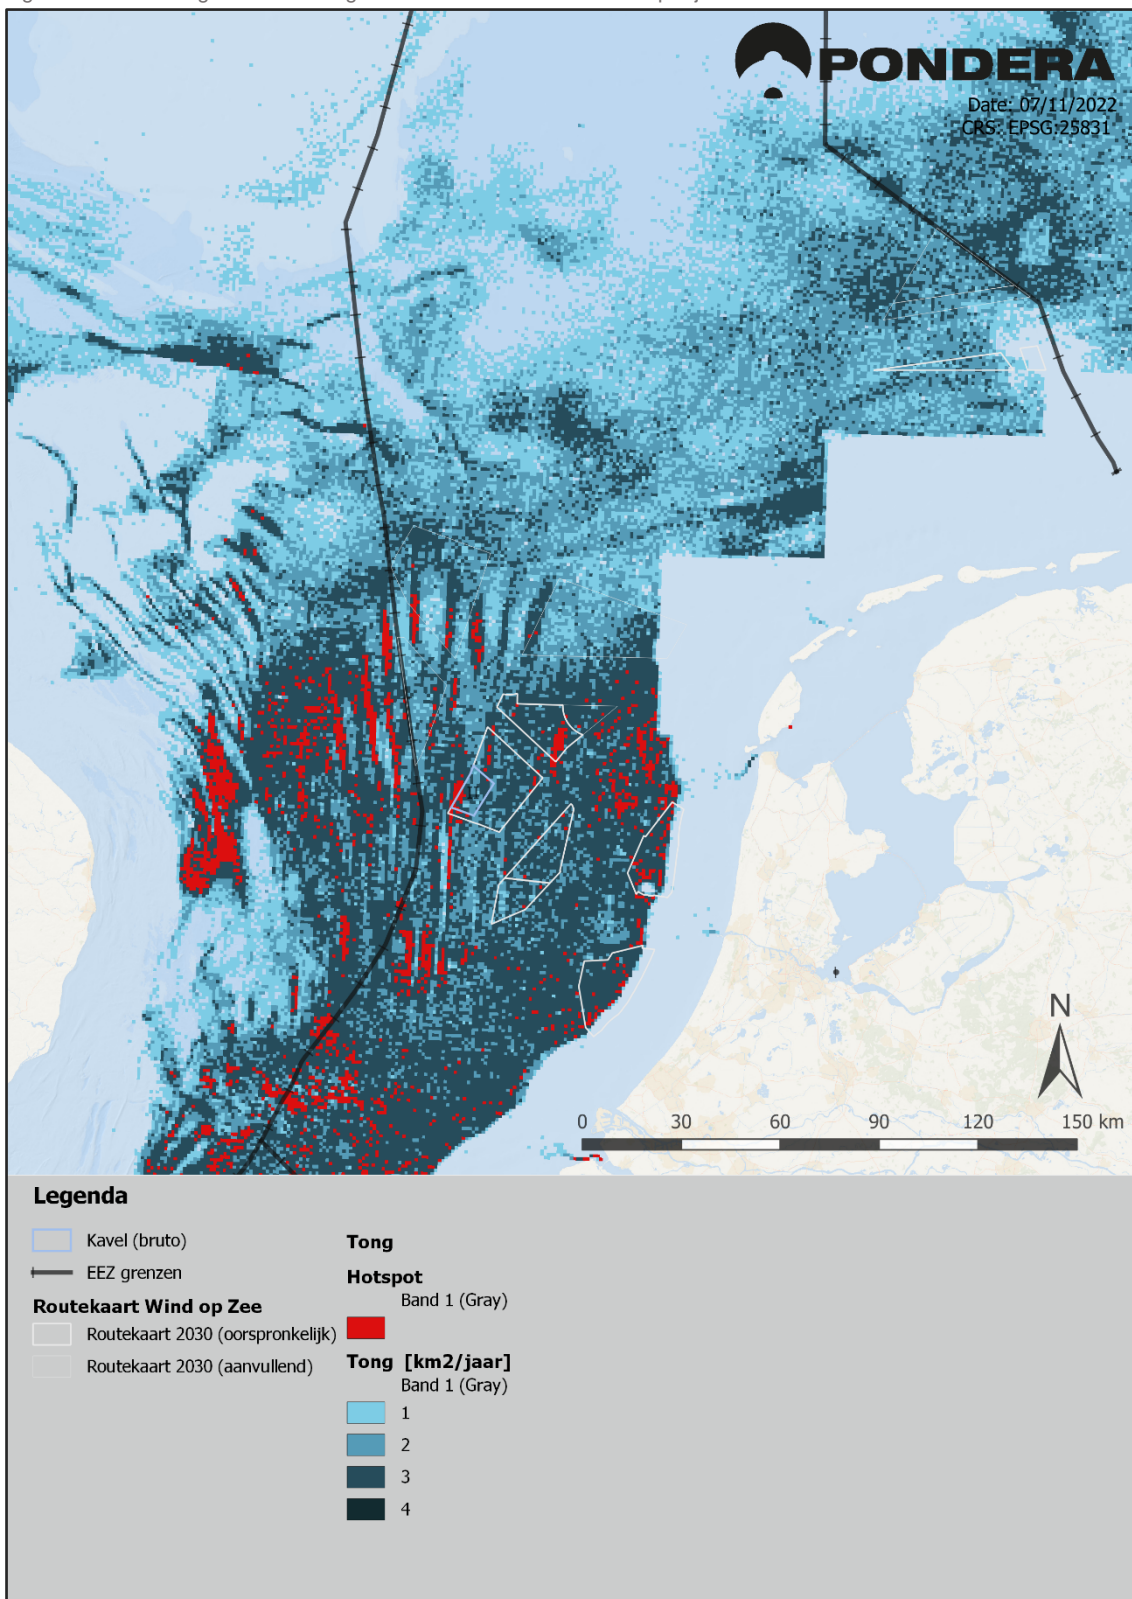 PONDERA
Date: 07/11/2022
CRS: EPSG:25831
N
0 30 60 90 120 150 km
Legenda
Kavel (bruto)
EEZ grenzen
Routekaart Wind op Zee
Routekaart 2030 (oorspronkelijk)
Routekaart 2030 (aanvullend)
Tong
Hotspot
Band 1 (Gray)
Tong [km2/jaar]
Band 1 (Gray)
1
2
3
4